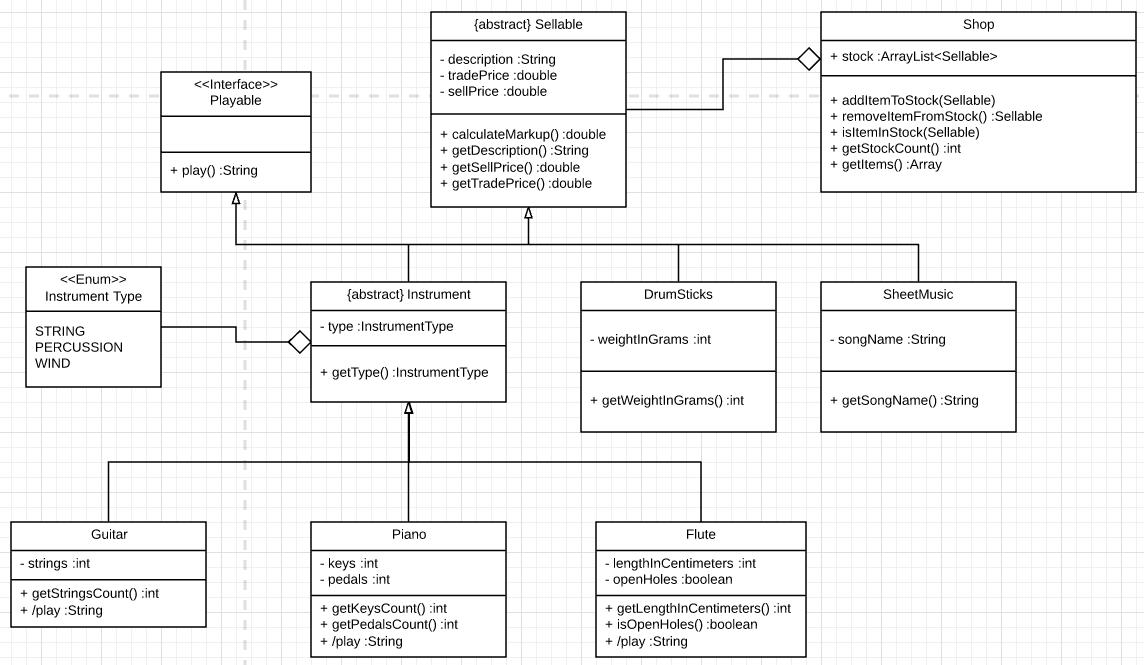 {abstract} Sellable
- description :String
- tradePrice :double
- sellPrice :double
+ calculateMarkup() :double
+ getDescription() :String
+ getSellPrice() :double
+ getTradePrice() :double
Shop
+ stock :ArrayList<Sellable>
+ addItemToStock(Sellable)
+ removeItemFromStock() :Sellable
+ isItemInStock(Sellable)
+ getStockCount() :int
+ getItems() :Array
<<Interface>>
Playable
+ play() :String
<<Enum>>
Instrument Type
STRING
PERCUSSION
WIND
{abstract} Instrument
- type :InstrumentType
+ getType() :InstrumentType
DrumSticks
- weightInGrams :int
+ getWeightInGrams() :int
SheetMusic
- songName :String
+ getSongName() :String
Guitar
- strings :int
+ getStringsCount() :int
+ /play :String
Piano
- keys :int
- pedals :int
+ getKeysCount() :int
+ getPedalsCount() :int
+ /play :String
Flute
- lengthInCentimeters :int
- openHoles :boolean
+ getLengthInCentimeters() :int
+ isOpenHoles() :boolean
+ /play :String